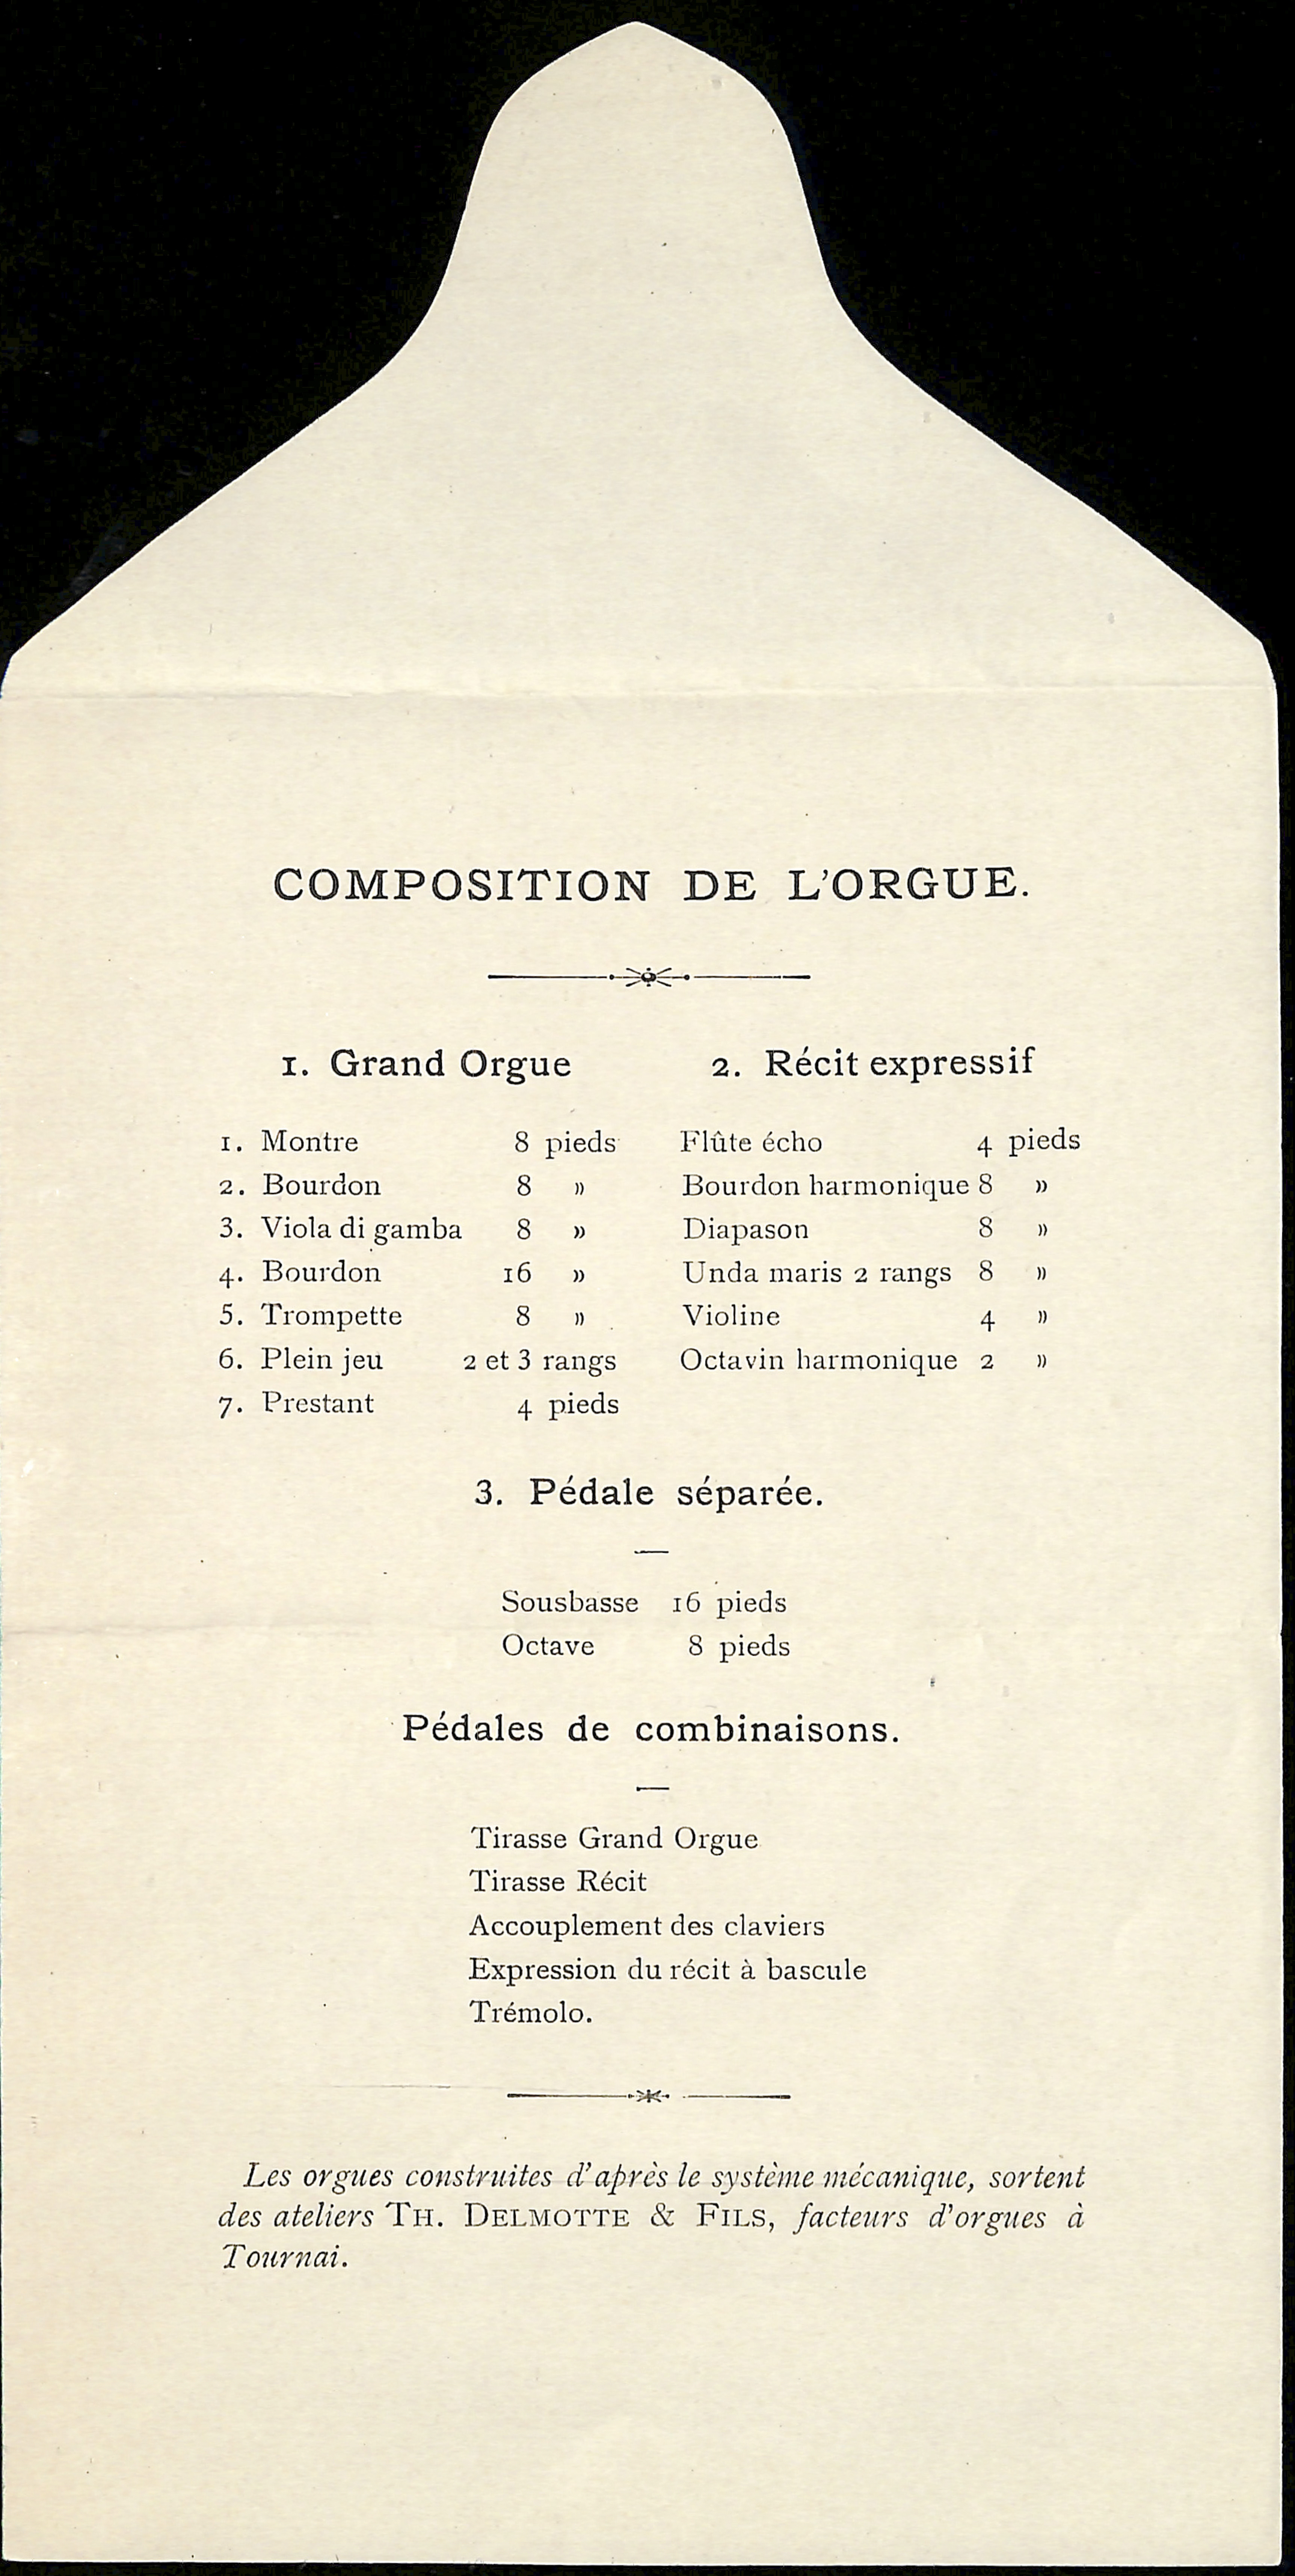 COMPOSITION DE L'ORGUE.
1. Grand Orgue
1. Montre 8 pieds
2. Bourdon 8 »
3. Viola di gamba 8 »
4. Bourdon 16 »
5. Trompette 8 »
6. Plein jeu 2 et 3 rangs
7. Prestant 4 pieds
2. Récit expressif
Flûte écho 4 pieds
Bourdon harmonique 8 »
Diapason 8 »
Unda maris 2 rangs 8 »
Violine 4 »
Octavin harmonique 2 »
3. Pédale séparée.
Sousbasse 16 pieds
Octave 8 pieds
Pédales de combinaisons.
Tirasse Grand Orgue
Tirasse Récit
Accouplement des claviers
Expression du récit à bascule
Trémolo.
Les orgues construites d'après le système mécanique, sortent
des ateliers TH. DELMOTTE & FILS, facteurs d'orgues à
Tournai.